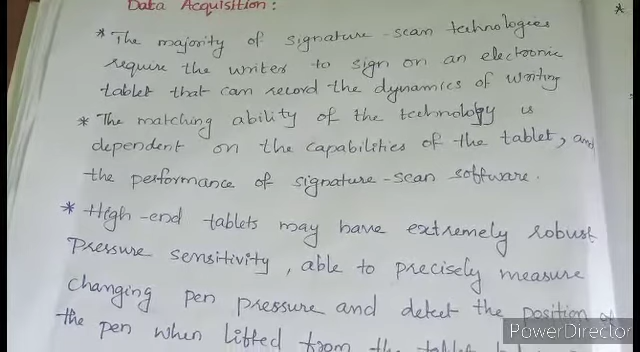 Data Acquisition :
* The majority of signature-scan technologies
require the writer to sign on an electronic
tablet that can record the dynamics of writing
* The matching ability of the technology is
dependent on the capabilities of the tablet, and
the performance of signature-scan software.
* High-end tablets may have extremely robust
pressure sensitivity, able to precisely measure
changing pen pressure and detect the position of
the pen when lifted from the tablet
*
PowerDirector